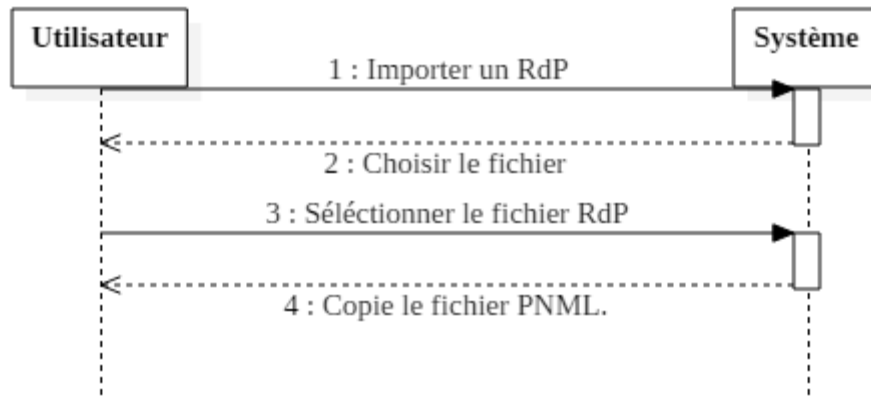 Utilisateur
Système
1 : Importer un RdP
2 : Choisir le fichier
3 : Séléctionner le fichier RdP
4 : Copie le fichier PNML.